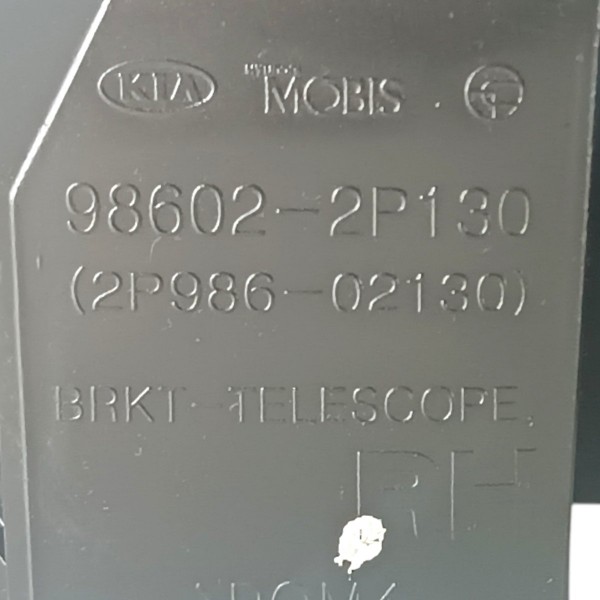 KIA MOBIS
98602-2P130
(2P986-02130)
BRKT-TELESCOPE,
RH